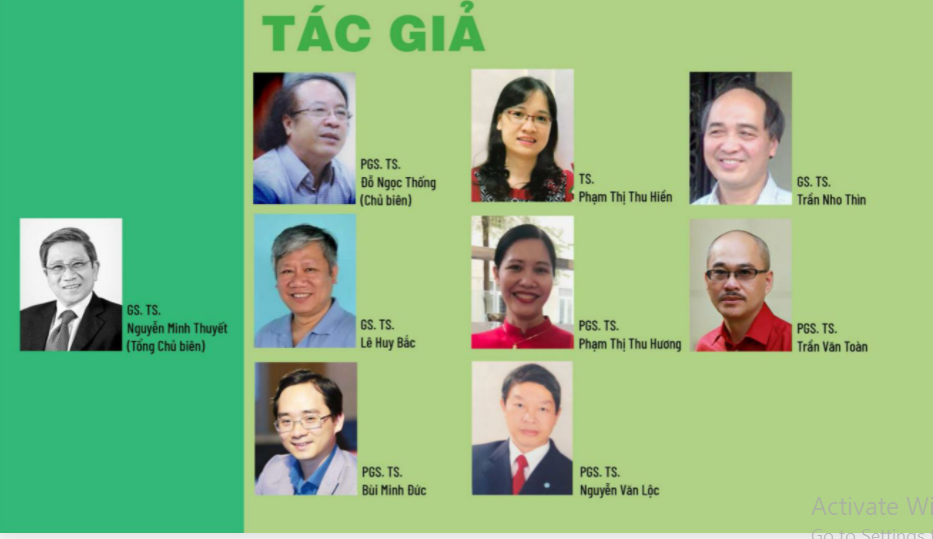 TÁC GIẢ
GS. TS.
Nguyễn Minh Thuyết
(Tổng Chủ biên)
PGS. TS.
Đỗ Ngọc Thống
(Chủ biên)
TS.
Phạm Thị Thu Hiền
GS. TS.
Trần Nho Thìn
GS. TS.
Lê Huy Bắc
PGS. TS.
Phạm Thị Thu Hương
PGS. TS.
Trần Văn Toàn
PGS. TS.
Bùi Minh Đức
PGS. TS.
Nguyễn Văn Lộc
Activate Wi
Go to Settings